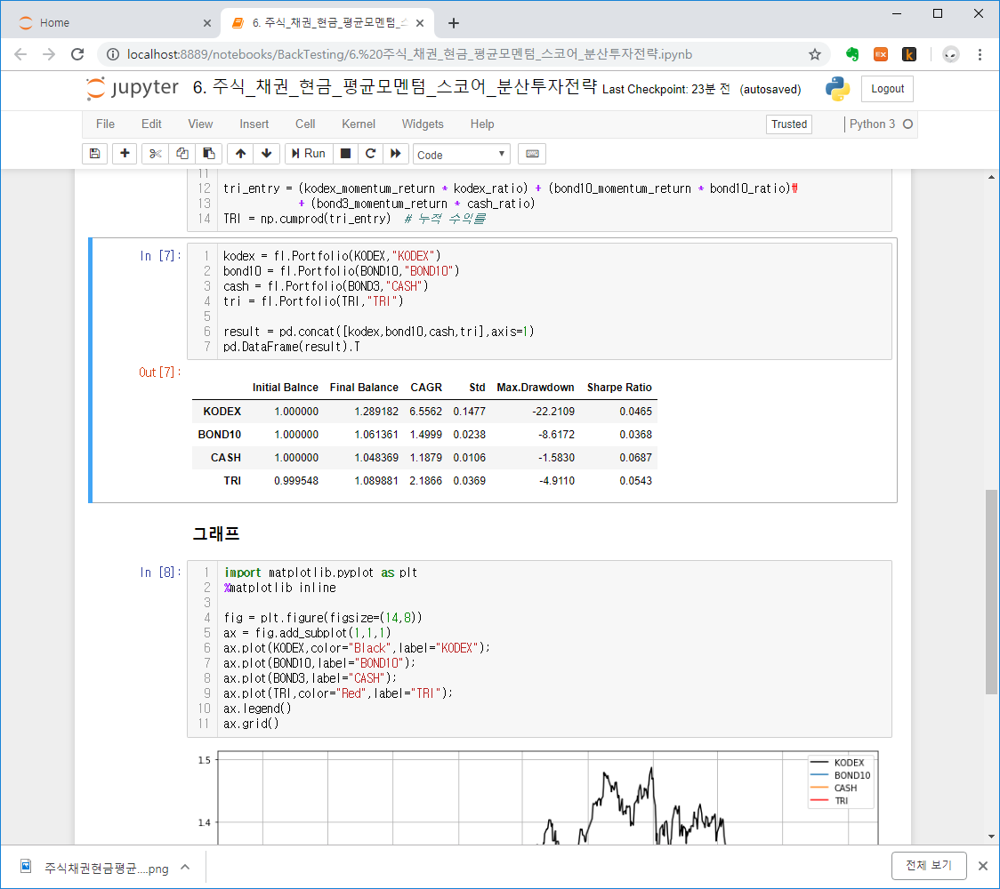 Home
6. 주식_채권_현금_평균모멘텀_스
localhost:8889/notebooks/BackTesting/6.%20주식_채권_현금_평균모멘텀_스코어_분산투자전략.ipynb
jupyter 6. 주식_채권_현금_평균모멘텀_스코어_분산투자전략 Last Checkpoint: 23분 전 (autosaved) Logout
File Edit View Insert Cell Kernel Widgets Help Trusted Python 3
Run Code
11
12 tri_entry = (kodex_momentum_return * kodex_ratio) + (bond10_momentum_return * bond10_ratio)₩
13 + (bond3_momentum_return * cash_ratio)
14 TRI = np.cumprod(tri_entry) # 누적 수익률
In [7]:
1 kodex = fl.Portfolio(KODEX,"KODEX")
2 bond10 = fl.Portfolio(BOND10,"BOND10")
3 cash = fl.Portfolio(BOND3,"CASH")
4 tri = fl.Portfolio(TRI,"TRI")
5
6 result = pd.concat([kodex,bond10,cash,tri],axis=1)
7 pd.DataFrame(result).T
Out[7]:
Initial Balnce Final Balance CAGR Std Max.Drawdown Sharpe Ratio
KODEX 1.000000 1.289182 6.5562 0.1477 -22.2109 0.0465
BOND10 1.000000 1.061361 1.4999 0.0238 -8.6172 0.0368
CASH 1.000000 1.048369 1.1879 0.0106 -1.5830 0.0687
TRI 0.999548 1.089881 2.1866 0.0369 -4.9110 0.0543
그래프
In [8]:
1 import matplotlib.pyplot as plt
2 %matplotlib inline
3
4 fig = plt.figure(figsize=(14,8))
5 ax = fig.add_subplot(1,1,1)
6 ax.plot(KODEX,color="Black",label="KODEX");
7 ax.plot(BOND10,label="BOND10");
8 ax.plot(BOND3,label="CASH");
9 ax.plot(TRI,color="Red",label="TRI");
10 ax.legend()
11 ax.grid()
1.5
1.4
KODEX
BOND10
CASH
TRI
주식채권현금평균....png
전체 보기